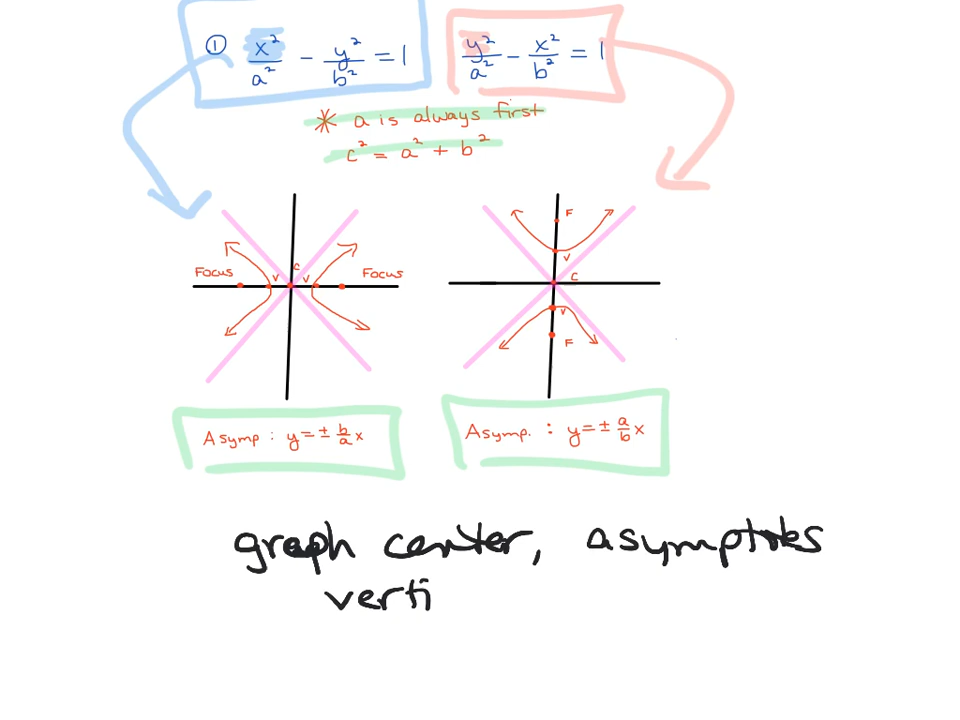 ① x²/a² - y²/b² = 1
y²/a² - x²/b² = 1
* a is always first
c² = a² + b²
Focus V C V Focus
F
V
C
V
F
Asymp : y = ± b/a x
Asymp. : y = ± a/b x
graph center, asymptotes
verti